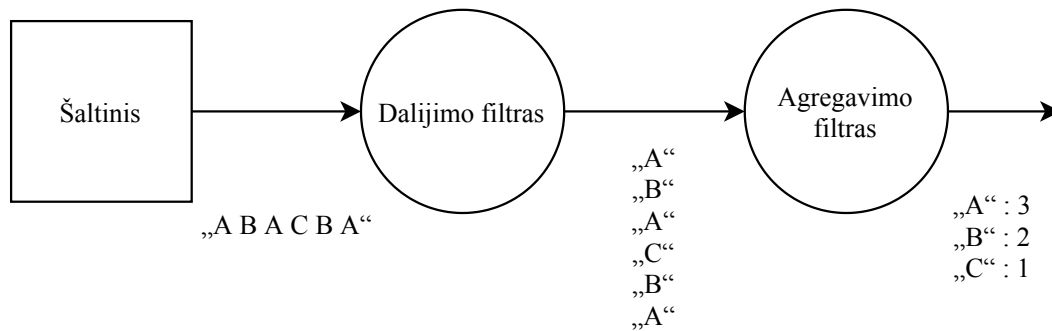 Šaltinis
Dalijimo filtras
Agregavimo
filtras
„A B A C B A“
„A“
„B“
„A“
„C“
„B“
„A“
„A“ : 3
„B“ : 2
„C“ : 1